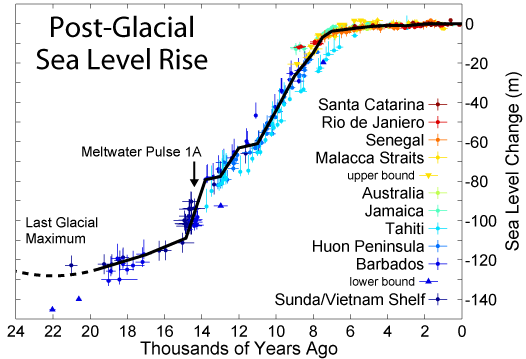 Post-Glacial
Sea Level Rise
Meltwater Pulse 1A
Last Glacial
Maximum
Santa Catarina
Rio de Janiero
Senegal
Malacca Straits
upper bound
Australia
Jamaica
Tahiti
Huon Peninsula
Barbados
lower bound
Sunda/Vietnam Shelf
0
-20
-40
-60
-80
-100
-120
-140
Sea Level Change (m)
24 22 20 18 16 14 12 10 8 6 4 2 0
Thousands of Years Ago